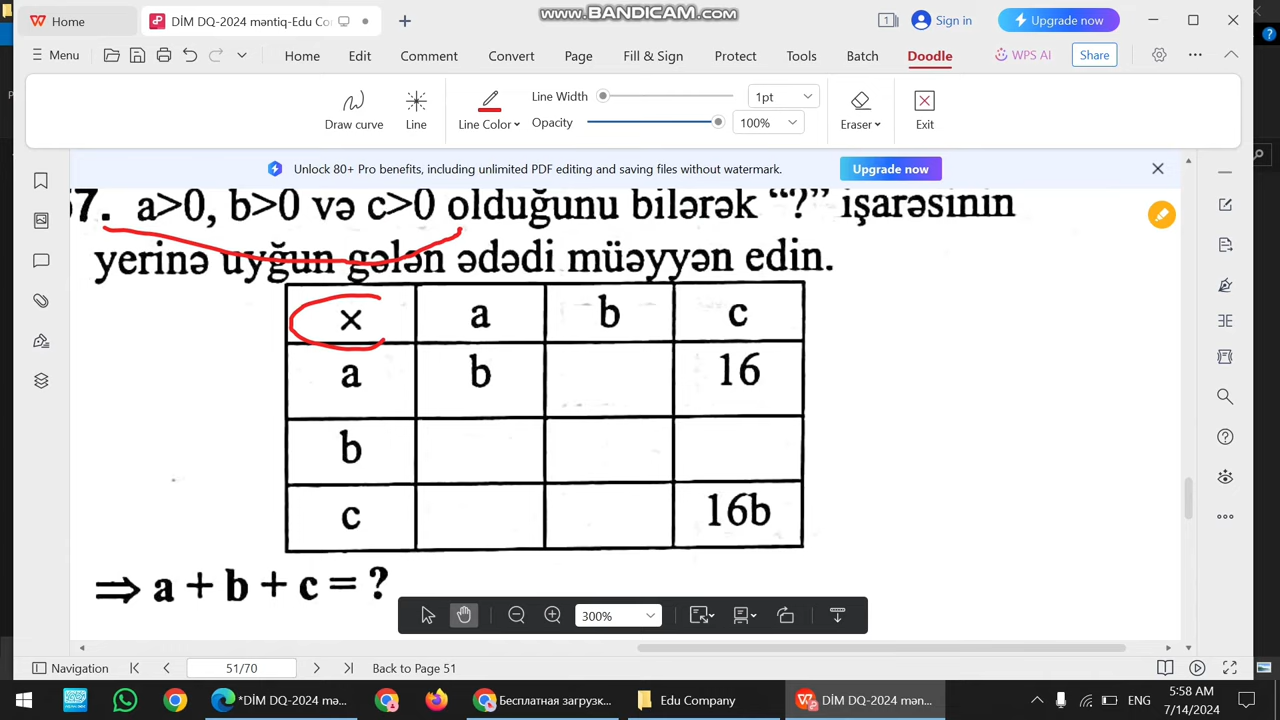 Home
DİM DQ-2024 mantiq-Edu Co
WWW.BANDICAM.COM
1
Sign in
Upgrade now
Menu
Home
Edit
Comment
Convert
Page
Fill & Sign
Protect
Tools
Batch
Doodle
WPS AI
Share
Draw curve
Line
Line Color
Line Width
1pt
Opacity
100%
Eraser
Exit
Unlock 80+ Pro benefits, including unlimited PDF editing and saving files without watermark.
Upgrade now
7. a>0, b>0 və c>0 olduğunu bilərək “?” işarəsinin
yerinə uyğun gələn ədədi müəyyən edin.
× a b c
a b 16
b
c 16b
⇒ a + b + c = ?
300%
Navigation
51/70
Back to Page 51
*DİM DQ-2024 mə...
Бесплатная загрузк...
Edu Company
DİM DQ-2024 mən...
ENG
5:58 AM
7/14/2024